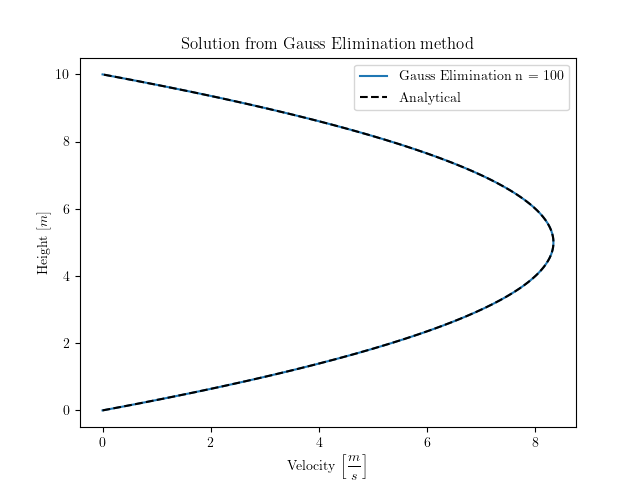 Solution from Gauss Elimination method
Gauss Elimination n = 100
Analytical
10
8
6
4
2
0
Height [m]
0 2 4 6 8
Velocity [m/s]